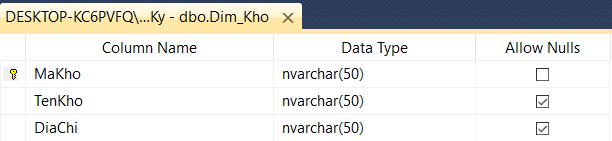 DESKTOP-KC6PVFQ\...Ky - dbo.Dim_Kho
Column Name Data Type Allow Nulls
MaKho nvarchar(50)
TenKho nvarchar(50)
DiaChi nvarchar(50)